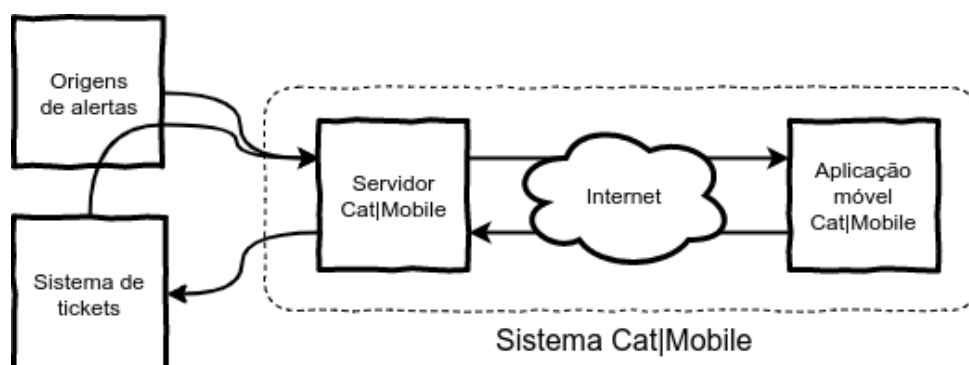 Origens
de alertas
Servidor
Cat|Mobile
Internet
Aplicação
móvel
Cat|Mobile
Sistema de
tickets
Sistema Cat|Mobile